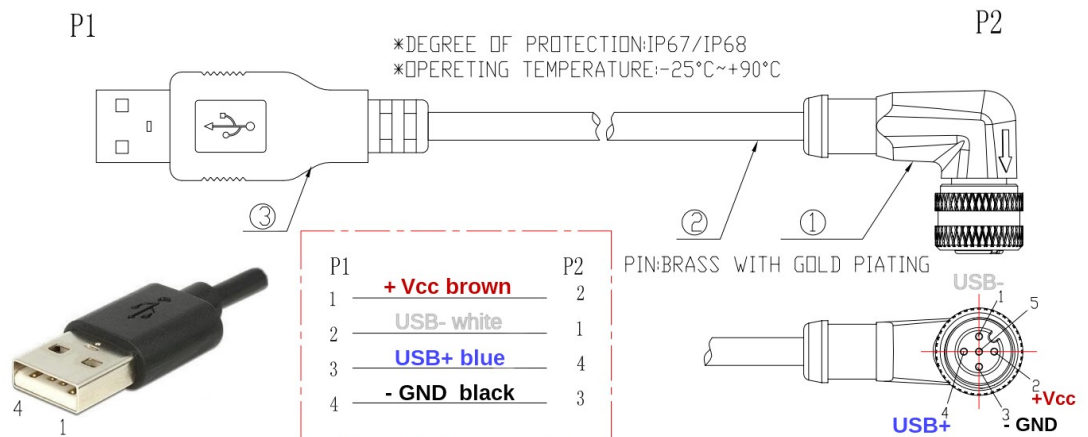 P1
P2
*DEGREE OF PROTECTION:IP67/IP68
*OPERETING TEMPERATURE:-25°C~+90°C
3
2
1
PIN:BRASS WITH GOLD PIATING
P1 P2
1 + Vcc brown 2
2 USB- white 1
3 USB+ blue 4
4 - GND black 3
4
1
USB-
1
5
2
+Vcc
4
3
USB+
- GND